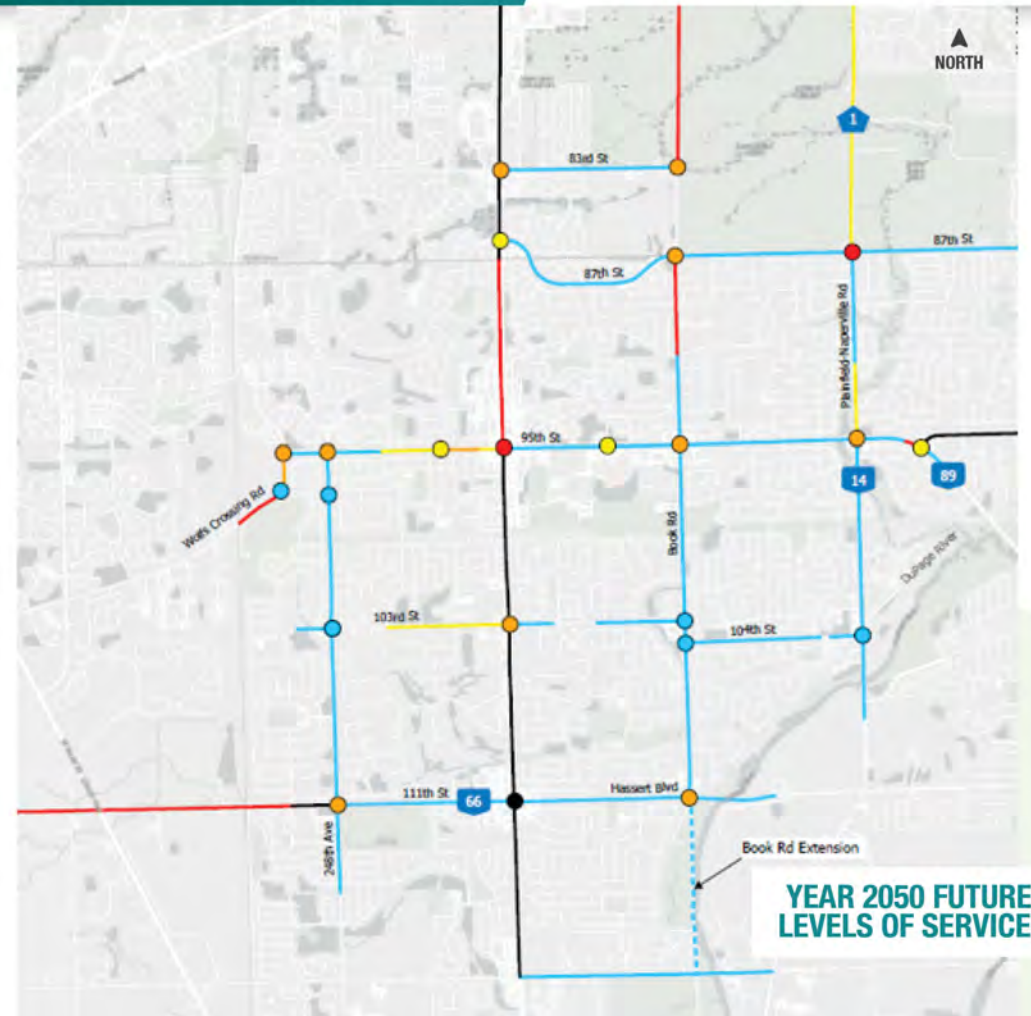 NORTH
1
83rd St
87th St
87th St
Plainfield-Naperville Rd
95th St
89
14
Wolfs Crossing Rd
Book Rd
DuPage River
103rd St
104th St
111th St
66
Hassert Blvd
248th Ave
Book Rd Extension
YEAR 2050 FUTURE
LEVELS OF SERVICE